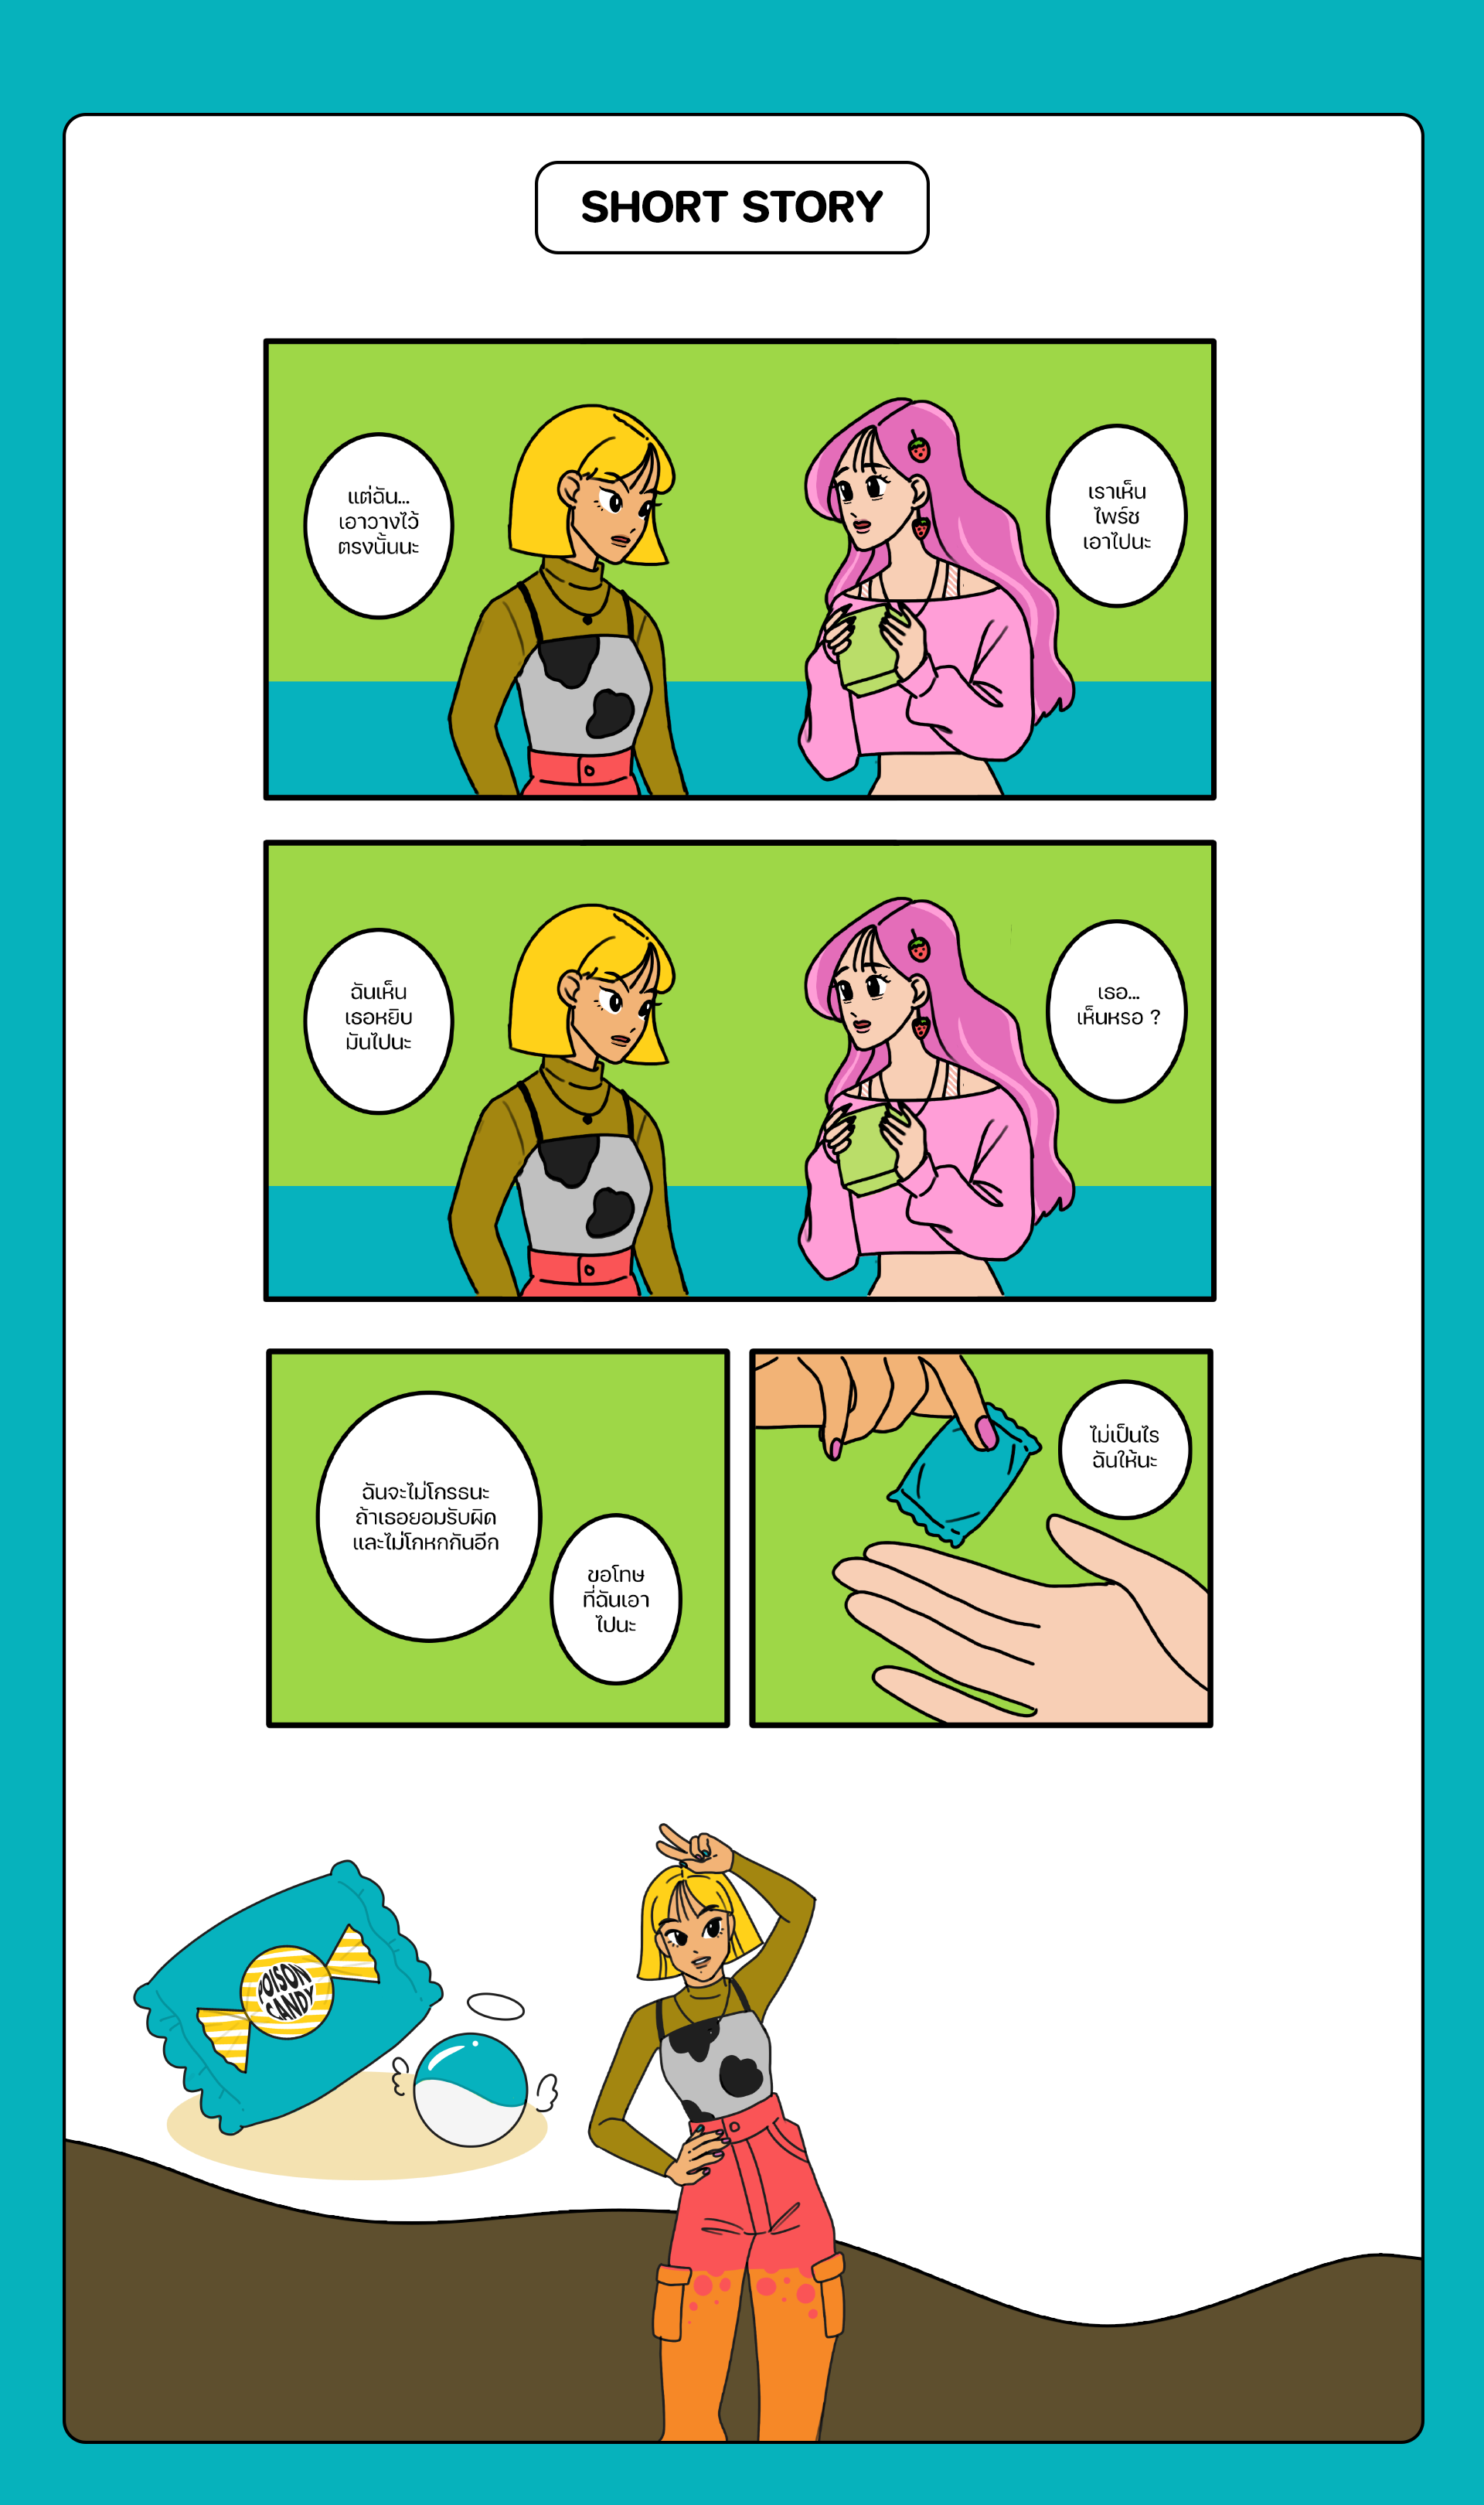 SHORT STORY
แต่ฉัน...
เอาวางไว้
ตรงนั้นนะ
เราเห็น
ไพร์ช
เอาไปนะ
ฉันเห็น
เธอหยิบ
มันไปนะ
เธอ...
เห็นหรอ ?
ฉันจะไม่โกรธนะ
ถ้าเธอยอมรับผิด
และไม่โกหกกันอีก
ขอโทษ
ที่ฉันเอา
ไปนะ
ไม่เป็นไร
ฉันให้นะ
POISON
CANDY